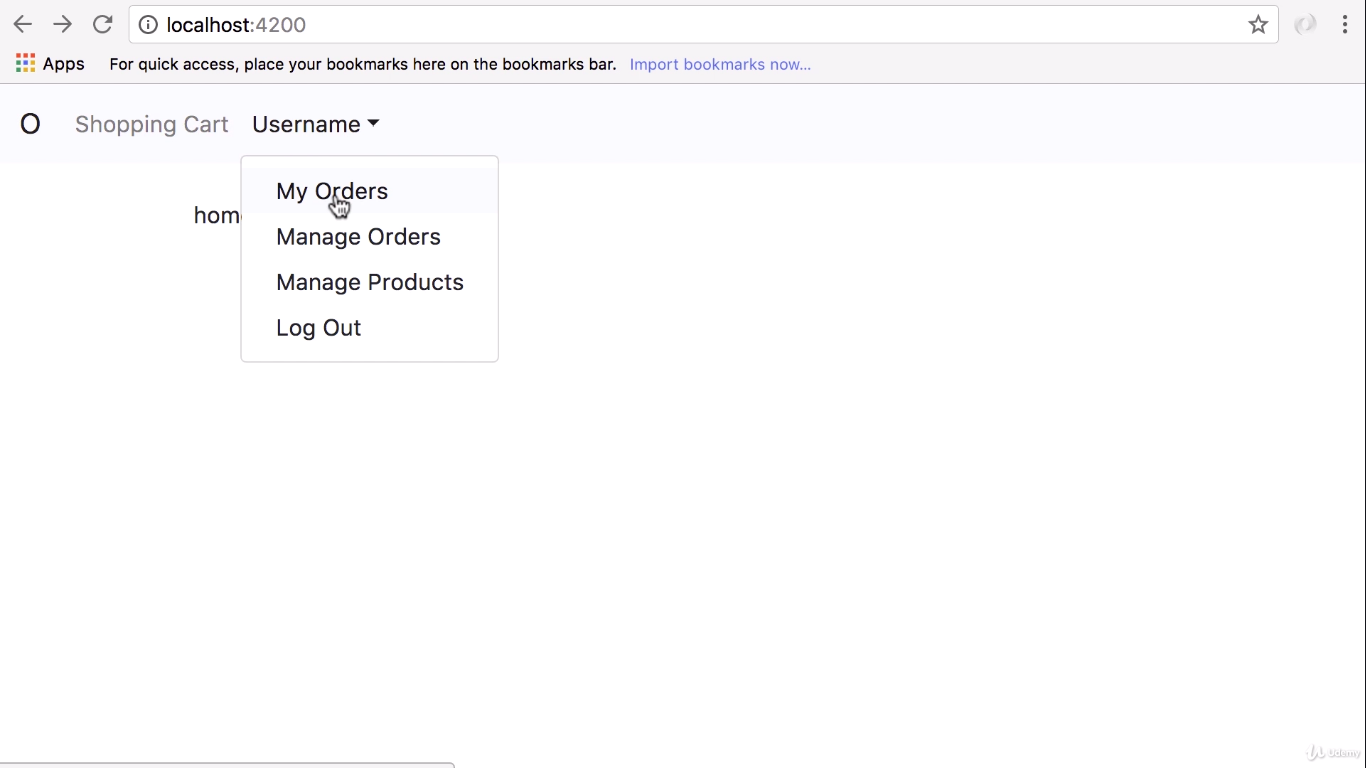 localhost:4200
Apps For quick access, place your bookmarks here on the bookmarks bar. Import bookmarks now...
O Shopping Cart Username
My Orders
hom
Manage Orders
Manage Products
Log Out
Udemy